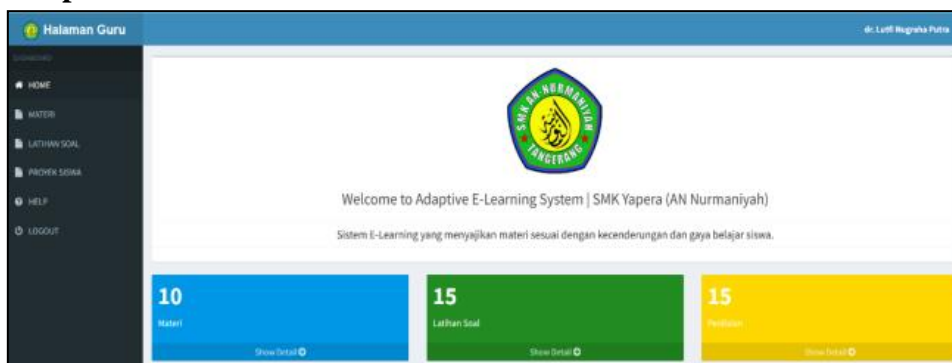 Halaman Guru
dr. Lutfi Nugraha Putra
DASHBOARD
HOME
MATERI
LATIHAN SOAL
PROYEK SISWA
HELP
LOGOUT
SMK AN-NURMANIYAH
TANGERANG
Welcome to Adaptive E-Learning System | SMK Yapera (AN Nurmaniyah)
Sistem E-Learning yang menyajikan materi sesuai dengan kecenderungan dan gaya belajar siswa.
10
Materi
Show Detail
15
Latihan Soal
Show Detail
15
Penilaian
Show Detail